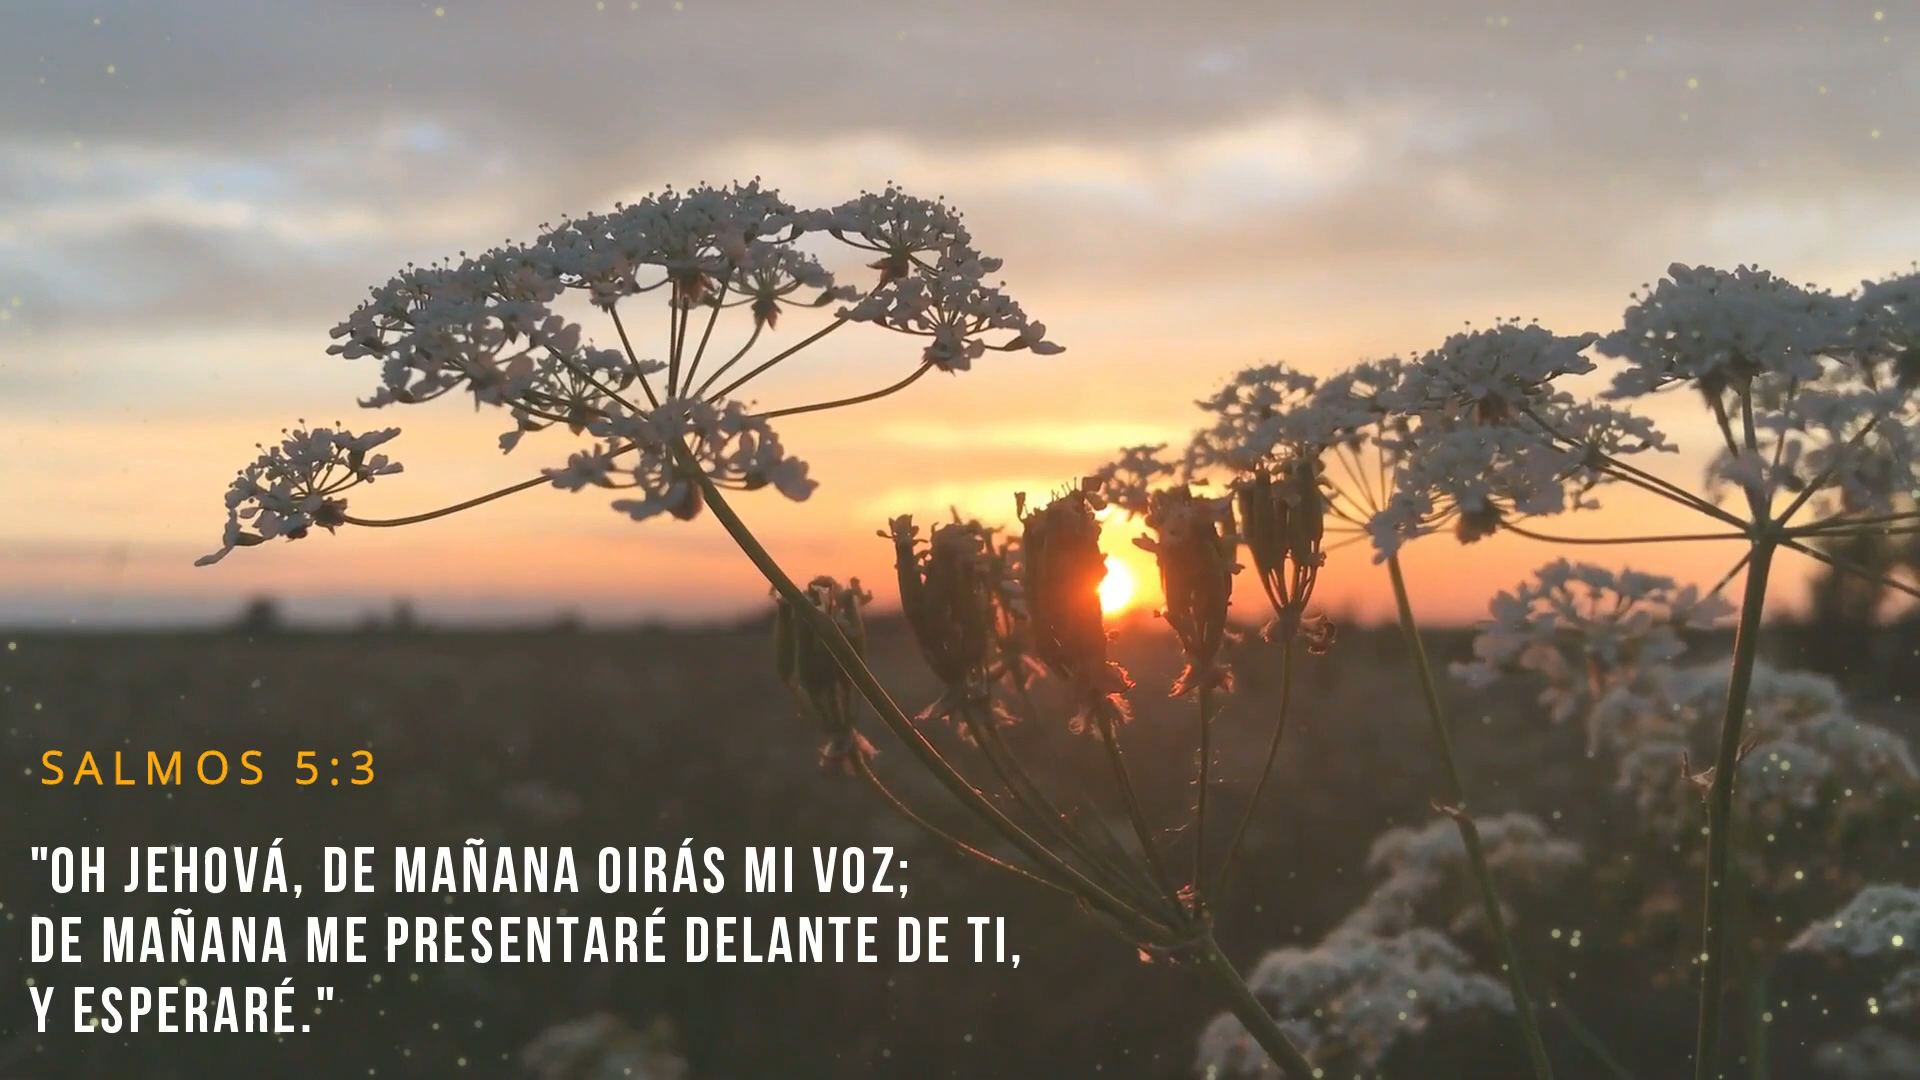 SALMOS 5:3
"OH JEHOVÁ, DE MAÑANA OIRÁS MI VOZ;
DE MAÑANA ME PRESENTARÉ DELANTE DE TI,
Y ESPERARÉ."